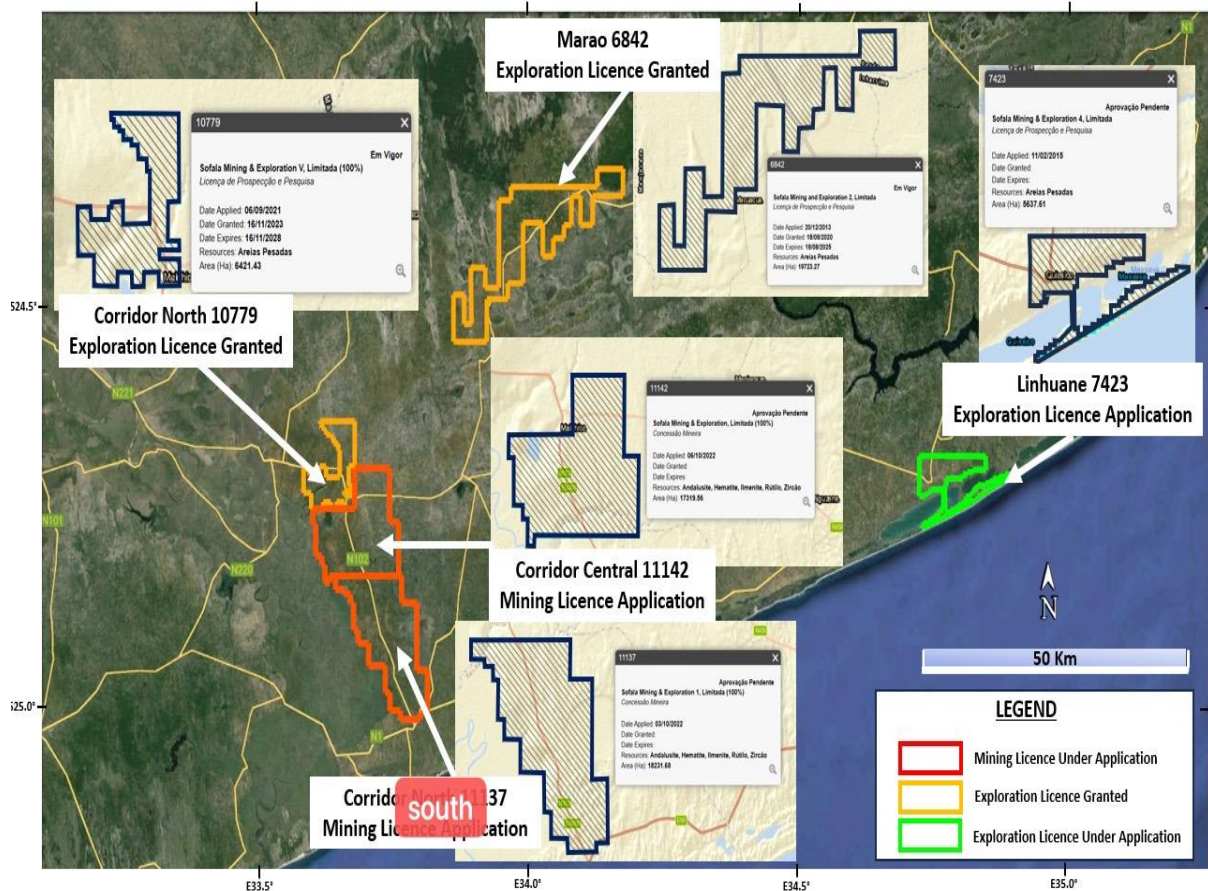 Marao 6842
Exploration Licence Granted
10779 X
Em Vigor
Sofala Mining & Exploration V, Limitada (100%)
Licença de Prospecção e Pesquisa
Date Applied: 06/09/2021
Date Granted: 16/11/2023
Date Expires: 16/11/2028
Resources: Areias Pesadas
Area (Ha): 6421.43
6842 X
Em Vigor
Sofala Mining and Exploration 2, Limitada
Licença de Prospecção e Pesquisa
Date Applied: 20/12/2013
Date Granted: 18/08/2020
Date Expires: 18/08/2025
Resources: Areias Pesadas
Area (Ha): 19723.27
7423 X
Aprovação Pendente
Sofala Mining & Exploration 4, Limitada
Licença de Prospecção e Pesquisa
Date Applied: 11/02/2015
Date Granted:
Date Expires:
Resources: Areias Pesadas
Area (Ha): 5637.61
N1
Corridor North 10779
Exploration Licence Granted
Linhuane 7423
Exploration Licence Application
11142 X
Aprovação Pendente
Sofala Mining & Exploration, Limitada (100%)
Concessão Mineira
Date Applied: 06/10/2022
Date Granted
Date Expires
Resources: Andalusite, Hematite, Ilmenite, Rútilo, Zircão
Area (Ha): 17319.56
Corridor Central 11142
Mining Licence Application
11137 X
Aprovação Pendente
Sofala Mining & Exploration 1, Limitada (100%)
Concessão Mineira
Date Applied: 03/10/2022
Date Granted:
Date Expires:
Resources: Andalusite, Hematite, Ilmenite, Rútilo, Zircão
Area (Ha): 18231.68
Corridor North 11137
south
Mining Licence Application
N221
N101
N220
N102
N1
N
50 Km
LEGEND
Mining Licence Under Application
Exploration Licence Granted
Exploration Licence Under Application
E33.5°
E34.0°
E34.5°
E35.0°